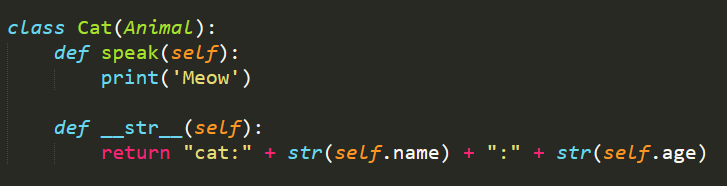 class Cat(Animal):
    def speak(self):
        print('Meow')
    def __str__(self):
        return "cat:" + str(self.name) + ":" + str(self.age)